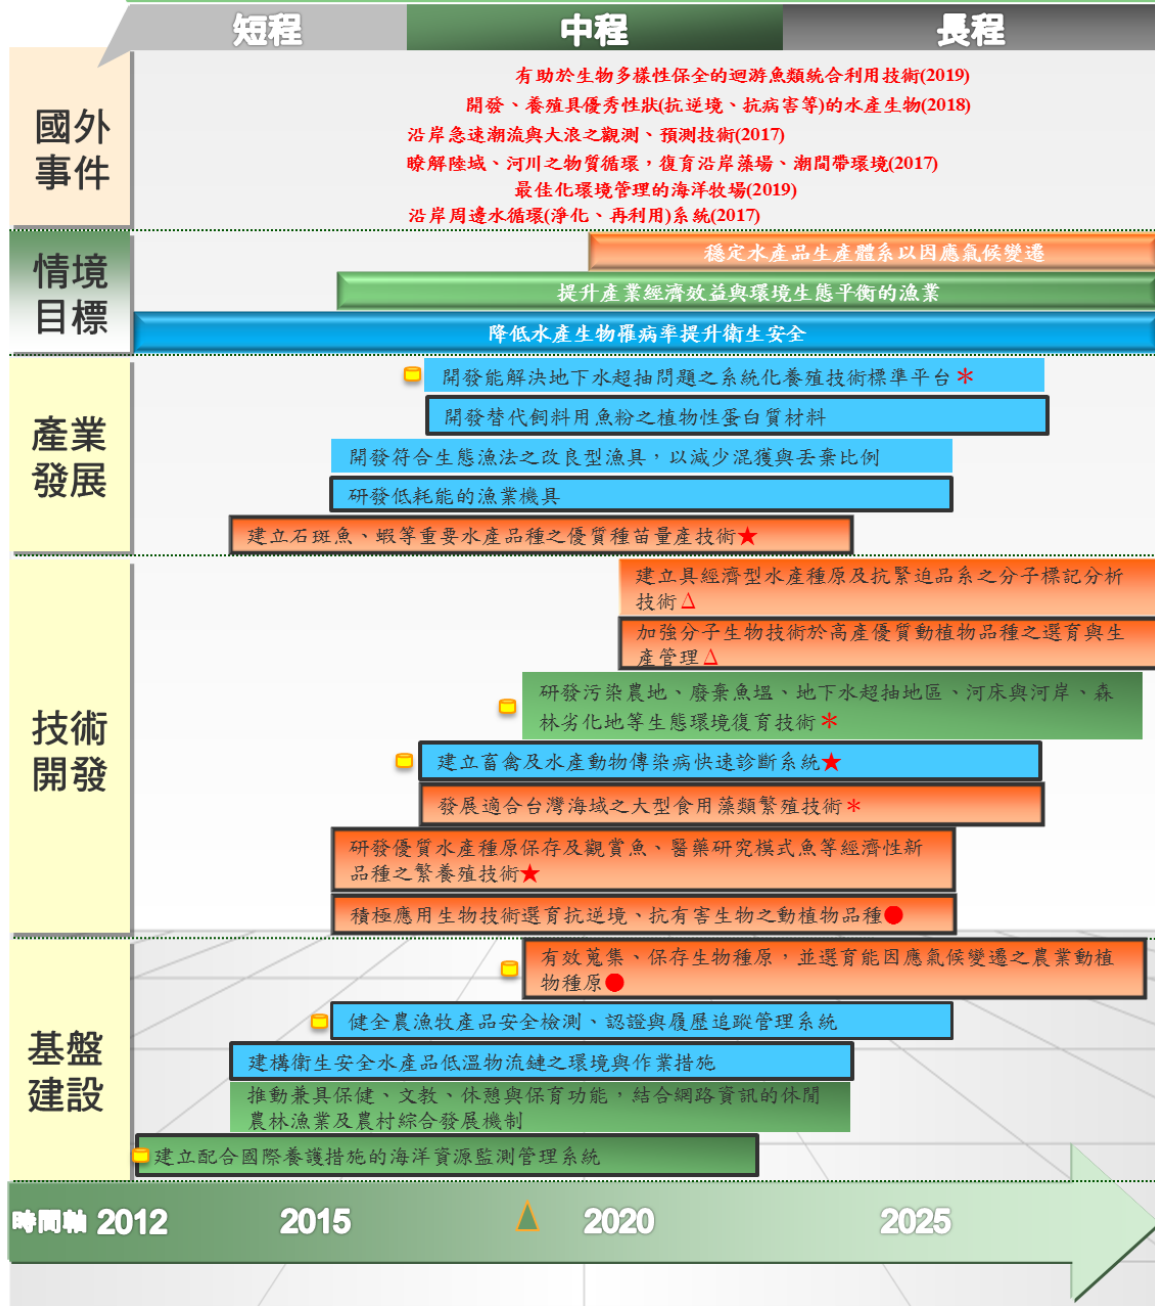 短程
中程
長程
國外
事件
有助於生物多樣性保全的迴游魚類統合利用技術(2019)
開發、養殖具優秀性狀(抗逆境、抗病害等)的水產生物(2018)
沿岸急速潮流與大浪之觀測、預測技術(2017)
瞭解陸域、河川之物質循環，復育沿岸藻場、潮間帶環境(2017)
最佳化環境管理的海洋牧場(2019)
沿岸周邊水循環(淨化、再利用)系統(2017)
情境
目標
穩定水產品生產體系以因應氣候變遷
提升產業經濟效益與環境生態平衡的漁業
降低水產生物罹病率提升衛生安全
產業
發展
開發能解決地下水超抽問題之系統化養殖技術標準平台＊
開發替代飼料用魚粉之植物性蛋白質材料
開發符合生態漁法之改良型漁具，以減少混獲與丟棄比例
研發低耗能的漁業機具
建立石斑魚、蝦等重要水產品種之優質種苗量產技術★
技術
開發
建立具經濟型水產種原及抗緊迫品系之分子標記分析
技術△
加強分子生物技術於高產優質動植物品種之選育與生
產管理△
研發污染農地、廢棄魚塭、地下水超抽地區、河床與河岸、森
林劣化地等生態環境復育技術＊
建立畜禽及水產動物傳染病快速診斷系統★
發展適合台灣海域之大型食用藻類繁殖技術＊
研發優質水產種原保存及觀賞魚、醫藥研究模式魚等經濟性新
品種之繁養殖技術★
積極應用生物技術選育抗逆境、抗有害生物之動植物品種●
基盤
建設
有效蒐集、保存生物種原，並選育能因應氣候變遷之農業動植
物種原●
健全農漁牧產品安全檢測、認證與履歷追蹤管理系統
建構衛生安全水產品低溫物流鏈之環境與作業措施
推動兼具保健、文教、休憩與保育功能，結合網路資訊的休閒
農林漁業及農村綜合發展機制
建立配合國際養護措施的海洋資源監測管理系統
時間軸 2012 2015 2020 2025